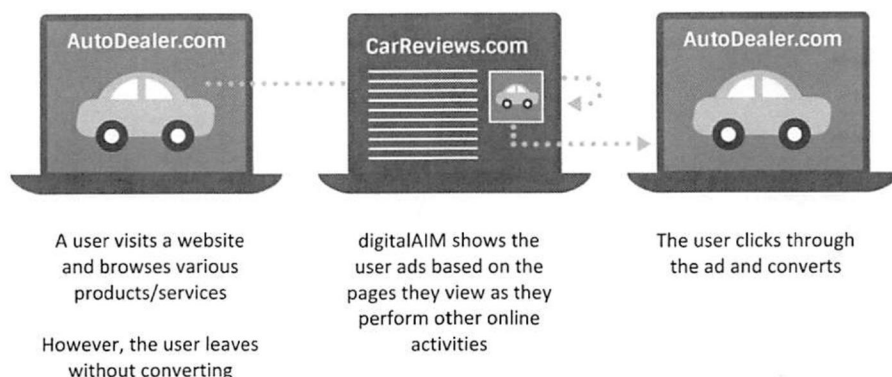 AutoDealer.com
CarReviews.com
AutoDealer.com
A user visits a website
and browses various
products/services
However, the user leaves
without converting
digitalAIM shows the
user ads based on the
pages they view as they
perform other online
activities
The user clicks through
the ad and converts